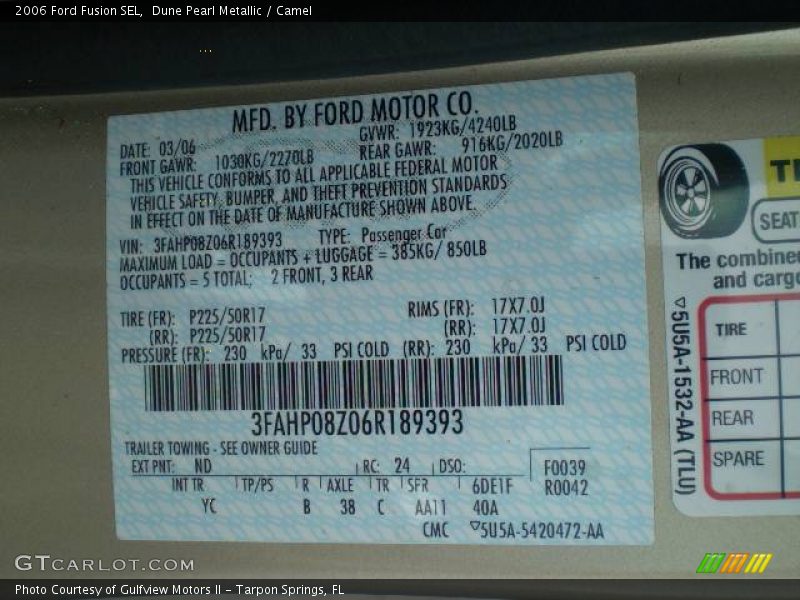 2006 Ford Fusion SEL,  Dune Pearl Metallic / Camel
MFD. BY FORD MOTOR CO.
DATE: 03/06 GVWR: 1923KG/4240LB
FRONT GAWR: 1030KG/2270LB REAR GAWR: 916KG/2020LB
THIS VEHICLE CONFORMS TO ALL APPLICABLE FEDERAL MOTOR
VEHICLE SAFETY, BUMPER, AND THEFT PREVENTION STANDARDS
IN EFFECT ON THE DATE OF MANUFACTURE SHOWN ABOVE.
VIN: 3FAHP08Z06R189393 TYPE: Passenger Car
MAXIMUM LOAD = OCCUPANTS + LUGGAGE = 385KG/ 850LB
OCCUPANTS = 5 TOTAL; 2 FRONT, 3 REAR
TIRE (FR): P225/50R17 RIMS (FR): 17X7.0J
(RR): P225/50R17 (RR): 17X7.0J
PRESSURE (FR): 230 kPa/ 33 PSI COLD (RR): 230 kPa/ 33 PSI COLD
3FAHP08Z06R189393
TRAILER TOWING - SEE OWNER GUIDE
EXT PNT: ND RC: 24 DSO: F0039
INT TR TP/PS R AXLE TR SFR 6DE1F R0042
YC B 38 C AA11 40A
CMC ▽5U5A-5420472-AA
SEAT
The combine
and cargo
TIRE
FRONT
REAR
SPARE
▽5U5A-1532-AA (TLU)
GTCARLOT.COM
Photo Courtesy of Gulfview Motors II - Tarpon Springs, FL